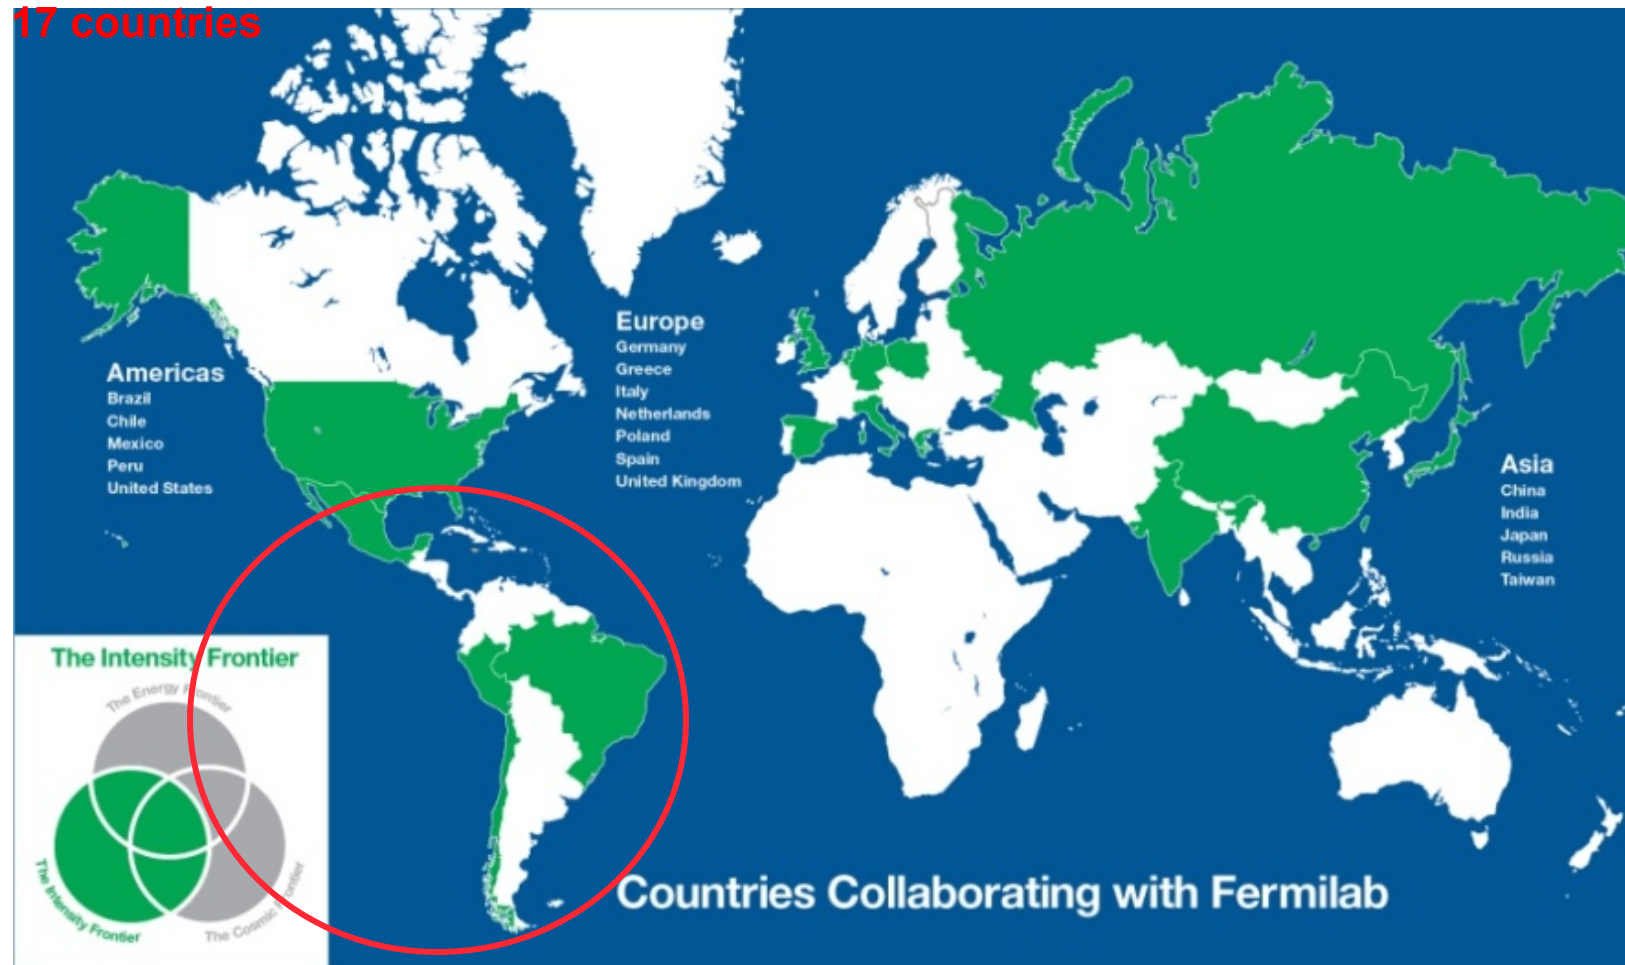 17 countries
Americas
Brazil
Chile
Mexico
Peru
United States
Europe
Germany
Greece
Italy
Netherlands
Poland
Spain
United Kingdom
Asia
China
India
Japan
Russia
Taiwan
The Intensity Frontier
The Energy Frontier
The Intensity Frontier
The Cosmic Frontier
Countries Collaborating with Fermilab